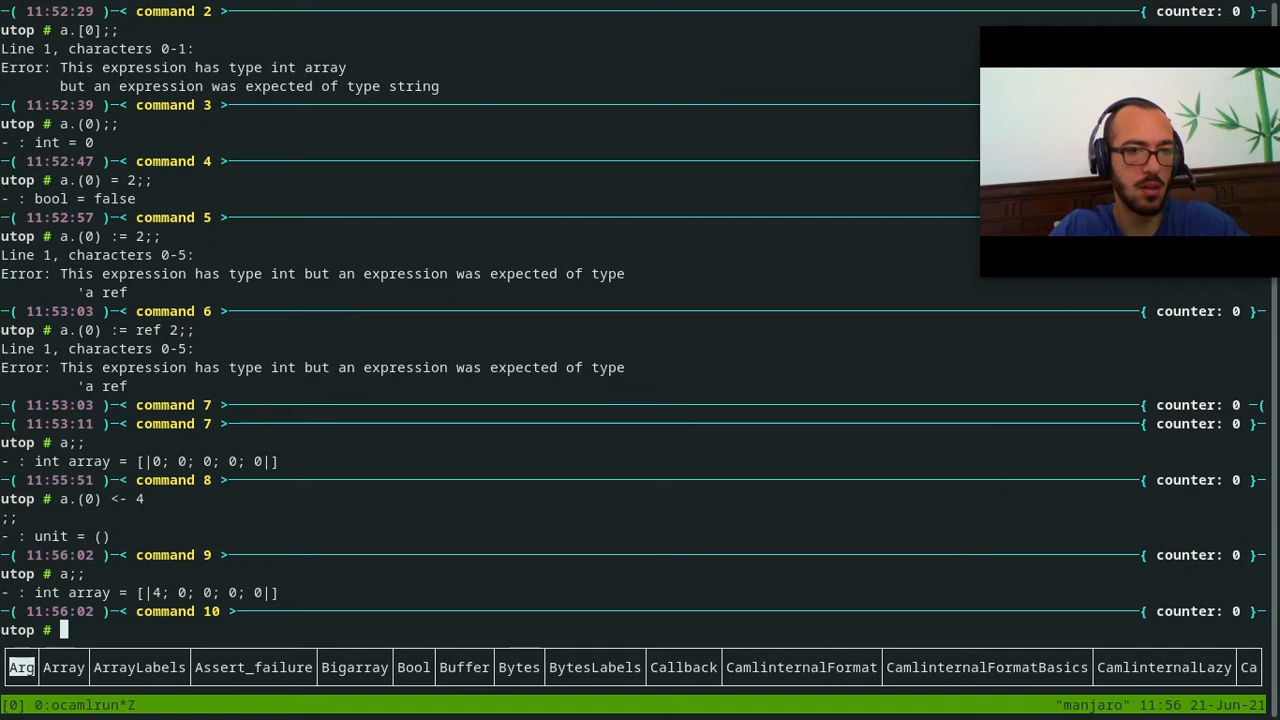 ─( 11:52:29 )─< command 2 >─{ counter: 0 }─
utop # a.[0];;
Line 1, characters 0-1:
Error: This expression has type int array
but an expression was expected of type string
─( 11:52:39 )─< command 3 >─
utop # a.(0);;
- : int = 0
─( 11:52:47 )─< command 4 >─
utop # a.(0) = 2;;
- : bool = false
─( 11:52:57 )─< command 5 >─
utop # a.(0) := 2;;
Line 1, characters 0-5:
Error: This expression has type int but an expression was expected of type
'a ref
─( 11:53:03 )─< command 6 >─{ counter: 0 }─
utop # a.(0) := ref 2;;
Line 1, characters 0-5:
Error: This expression has type int but an expression was expected of type
'a ref
─( 11:53:03 )─< command 7 >─{ counter: 0 ─(
─( 11:53:11 )─< command 7 >─{ counter: 0 }─
utop # a;;
- : int array = [|0; 0; 0; 0; 0|]
─( 11:55:51 )─< command 8 >─{ counter: 0 }─
utop # a.(0) <- 4
;;
- : unit = ()
─( 11:56:02 )─< command 9 >─{ counter: 0 }─
utop # a;;
- : int array = [|4; 0; 0; 0; 0|]
─( 11:56:02 )─< command 10 >─{ counter: 0 }─
utop #
Arg│Array│ArrayLabels│Assert_failure│Bigarray│Bool│Buffer│Bytes│BytesLabels│Callback│CamlinternalFormat│CamlinternalFormatBasics│CamlinternalLazy│Ca
[0] 0:ocamlrun*Z "manjaro" 11:56 21-Jun-21